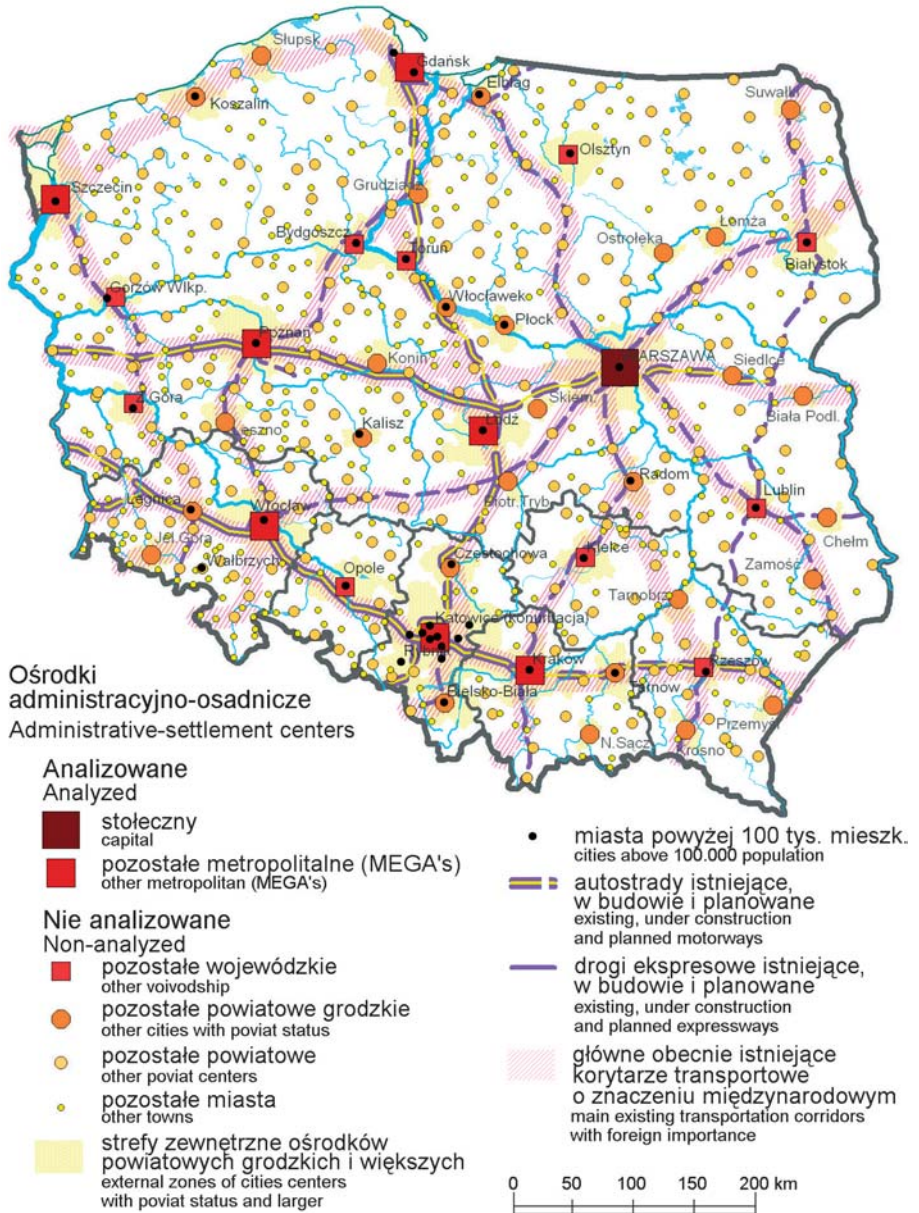 Słupsk
Gdańsk
Koszalin
Elbląg
Suwałki
Olsztyn
Szczecin
Grudziądz
Bydgoszcz
Toruń
Ostrołęka
Łomża
Białystok
Gorzów Wlkp.
Włocławek
Płock
Poznań
Konin
WARSZAWA
Siedlce
Z.Góra
Skiern.
Biała Podl.
Leszno
Kalisz
Łódź
Radom
Legnica
Wrocław
Piotr.Tryb.
Lublin
Jel.Góra
Wałbrzych
Częstochowa
Kielce
Chełm
Opole
Zamość
Tarnobrz.
Katowice (konurbacja)
Rybnik
Kraków
Rzeszów
Bielsko-Biała
Tarnów
Przemyśl
N.Sącz
Krosno
Ośrodki
administracyjno-osadnicze
Administrative-settlement centers
Analizowane
Analyzed
stołeczny
capital
pozostałe metropolitalne (MEGA's)
other metropolitan (MEGA's)
Nie analizowane
Non-analyzed
pozostałe wojewódzkie
other voivodship
pozostałe powiatowe grodzkie
other cities with poviat status
pozostałe powiatowe
other poviat centers
pozostałe miasta
other towns
strefy zewnętrzne ośrodków
powiatowych grodzkich i większych
external zones of cities centers
with poviat status and larger
miasta powyżej 100 tys. mieszk.
cities above 100.000 population
autostrady istniejące,
w budowie i planowane
existing, under construction
and planned motorways
drogi ekspresowe istniejące,
w budowie i planowane
existing, under construction
and planned expressways
główne obecnie istniejące
korytarze transportowe
o znaczeniu międzynarodowym
main existing transportation corridors
with foreign importance
0 50 100 150 200 km